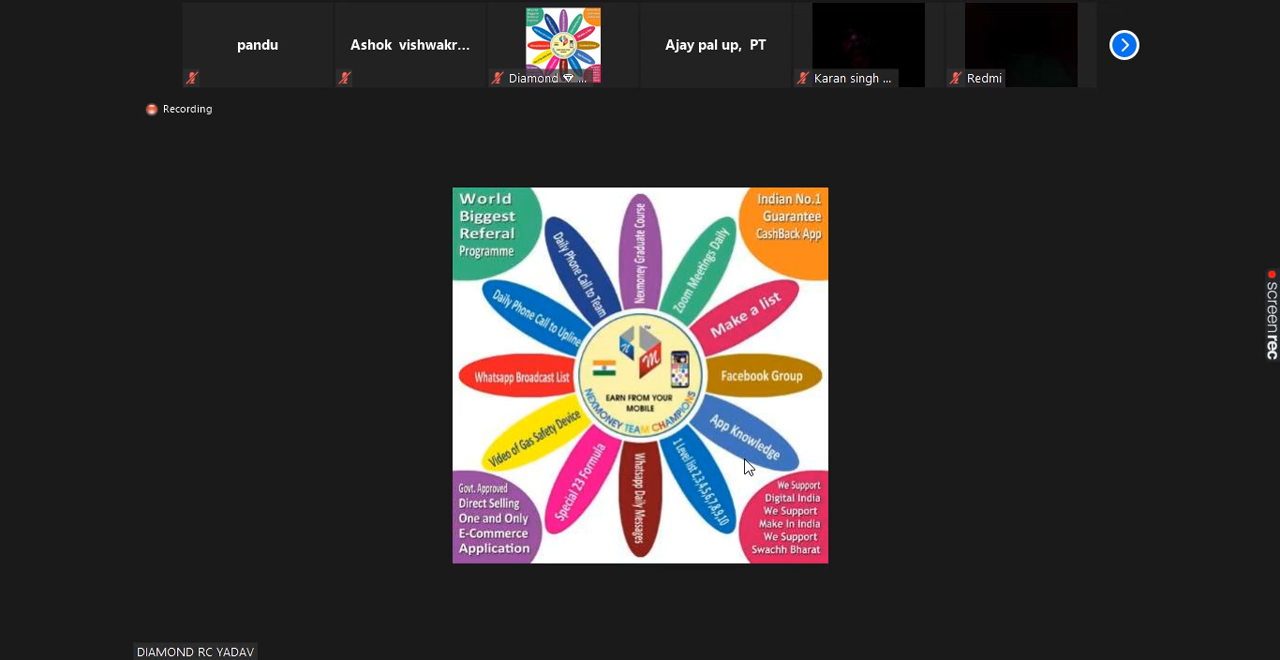 pandu
Ashok vishwakr...
Diamond
Ajay pal up, PT
Karan singh ...
Redmi
Recording
World
Biggest
Referal
Programme
Indian No.1
Guarantee
CashBack App
Nexmoney Graduate Course
Zoom Meetings Daily
Make a list
Facebook Group
App Knowledge
1 Level list 2,3,4,5,6,7,8,9,10
Whatsapp Daily Messages
Special 23 Formula
Video of Gas Safety Device
Whatsapp Broadcast List
Daily Phone Call to Upline
Daily Phone Call to Team
n
m
EARN FROM YOUR
MOBILE
NEXMONEY TEAM CHAMPIONS
Govt. Approved
Direct Selling
One and Only
E-Commerce
Application
We Support
Digital India
We Support
Make In India
We Support
Swachh Bharat
screenrec
DIAMOND RC YADAV